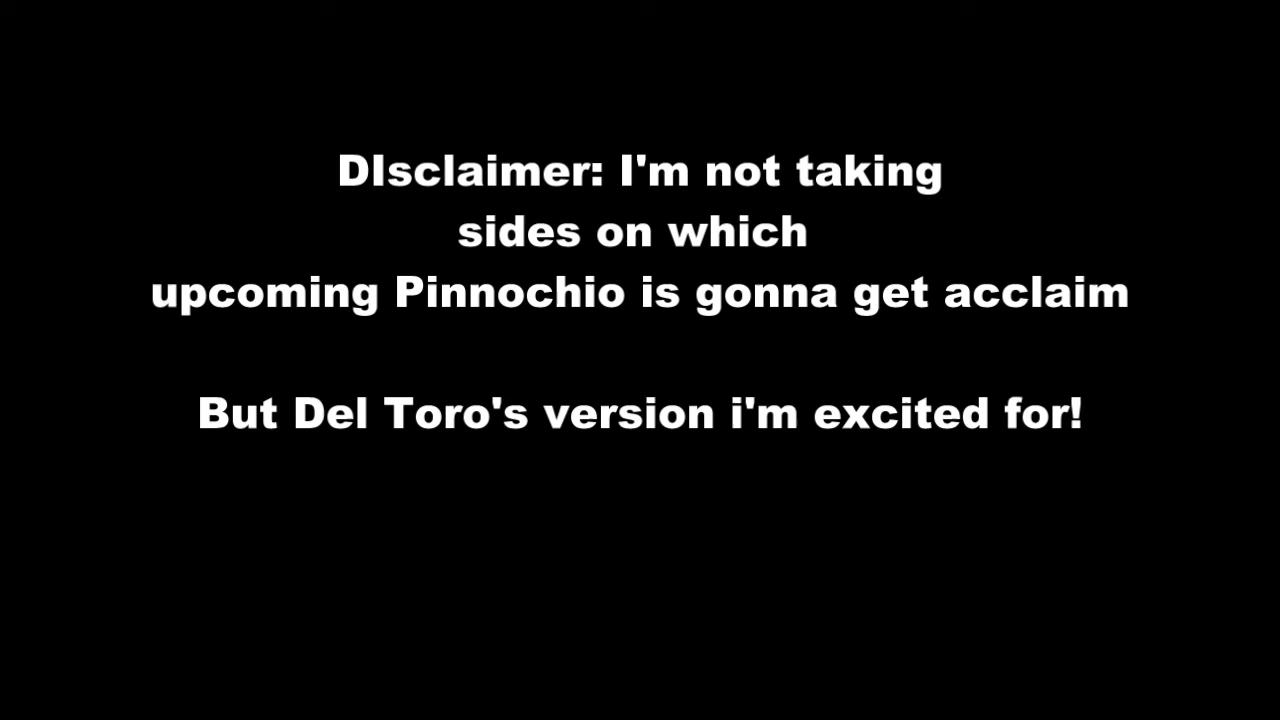 DIsclaimer: I'm not taking
sides on which
upcoming Pinnochio is gonna get acclaim
But Del Toro's version i'm excited for!